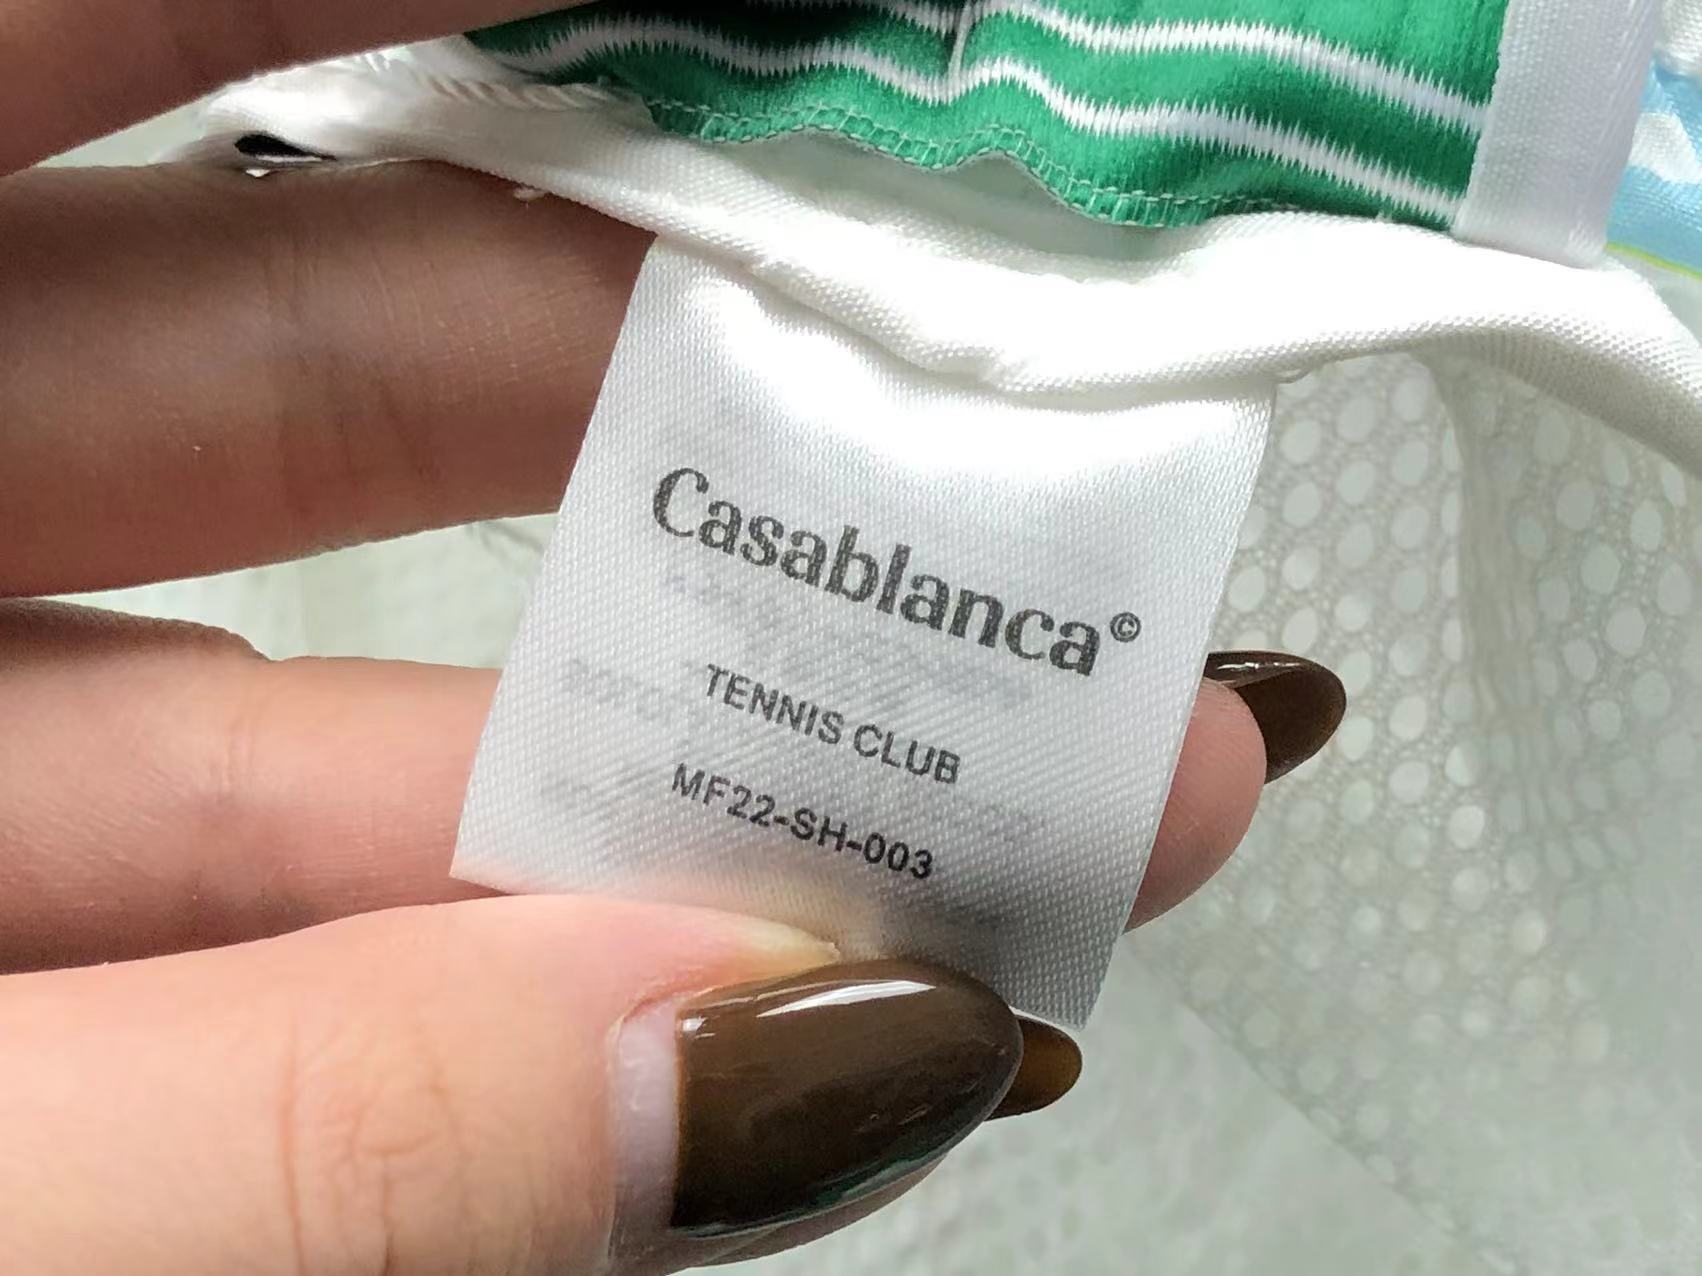 Casablanca©
TENNIS CLUB
MF22-SH-003